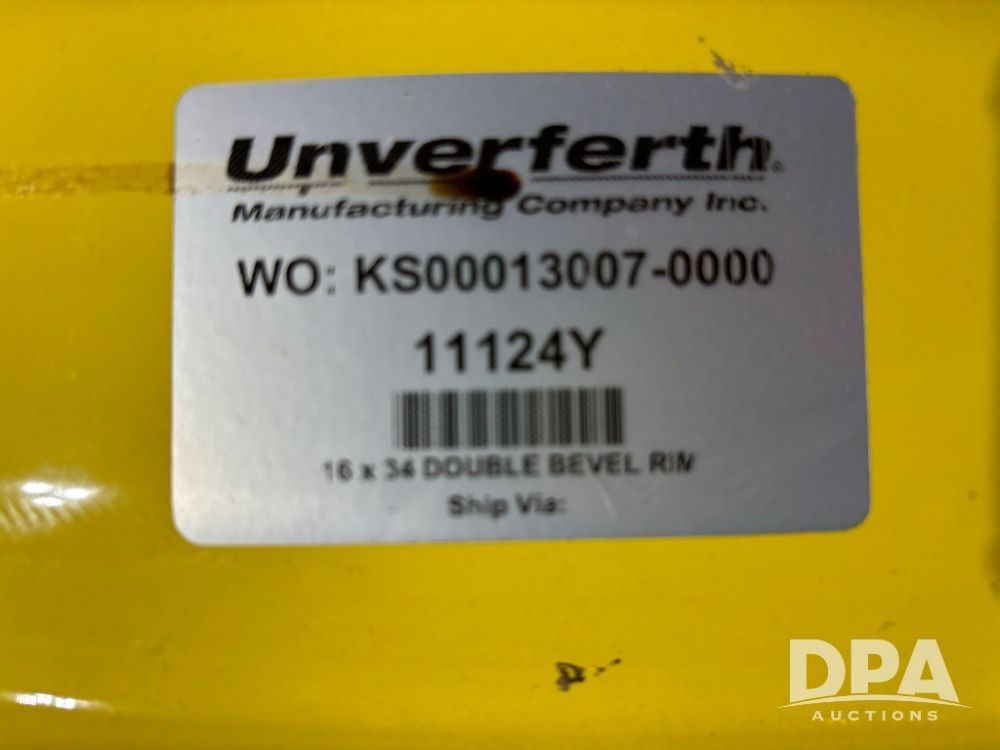 Unverferth®
Manufacturing Company Inc.
WO: KS00013007-0000
11124Y
16 x 34 DOUBLE BEVEL RIM
Ship Via:
DPA
AUCTIONS